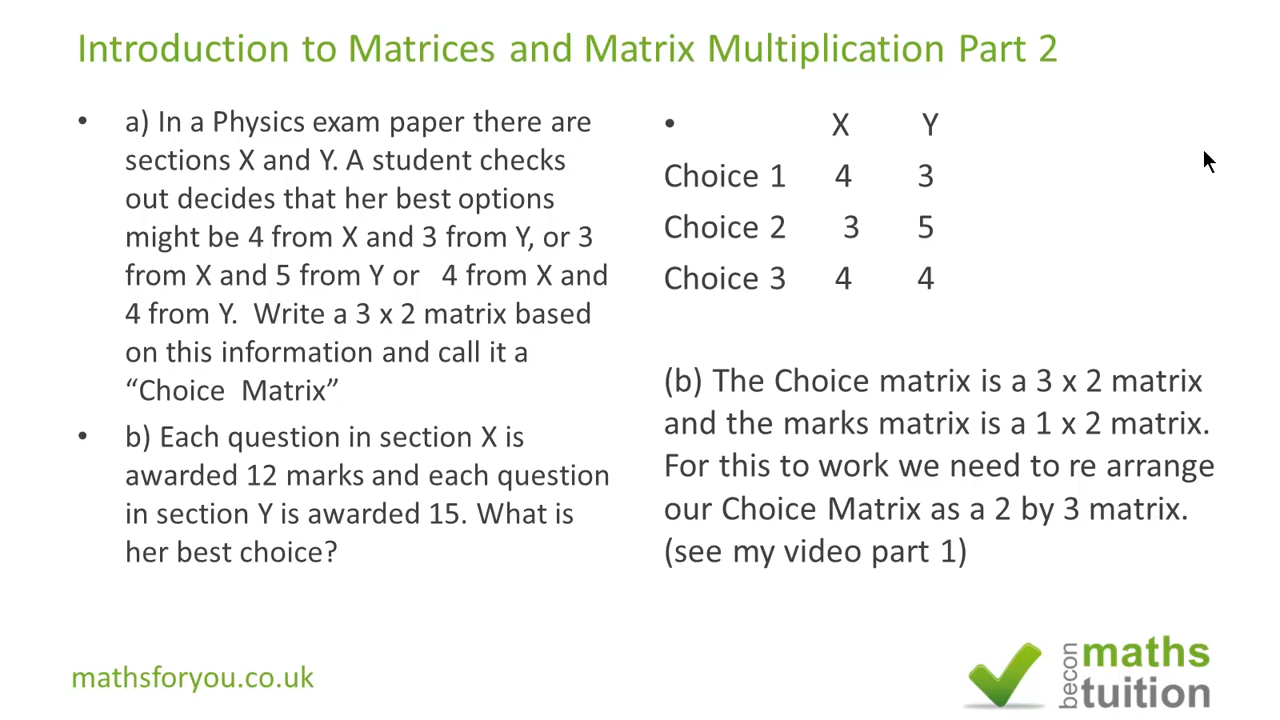 Introduction to Matrices and Matrix Multiplication Part 2
• a) In a Physics exam paper there are
sections X and Y. A student checks
out decides that her best options
might be 4 from X and 3 from Y, or 3
from X and 5 from Y or 4 from X and
4 from Y. Write a 3 x 2 matrix based
on this information and call it a
“Choice Matrix”
• b) Each question in section X is
awarded 12 marks and each question
in section Y is awarded 15. What is
her best choice?
• X Y
Choice 1 4 3
Choice 2 3 5
Choice 3 4 4
(b) The Choice matrix is a 3 x 2 matrix
and the marks matrix is a 1 x 2 matrix.
For this to work we need to re arrange
our Choice Matrix as a 2 by 3 matrix.
(see my video part 1)
mathsforyou.co.uk
becon
maths
tuition